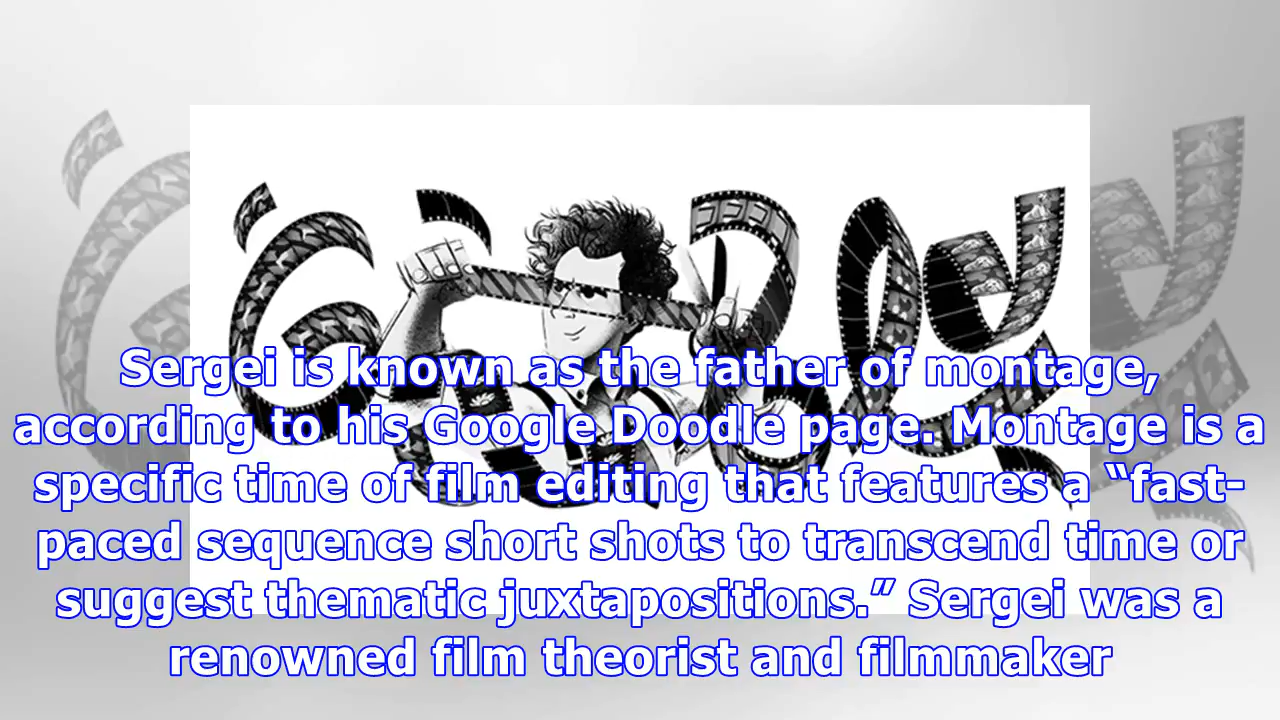 Sergei is known as the father of montage,
according to his Google Doodle page. Montage is a
specific time of film editing that features a “fast-
paced sequence short shots to transcend time or
suggest thematic juxtapositions.” Sergei was a
renowned film theorist and filmmaker